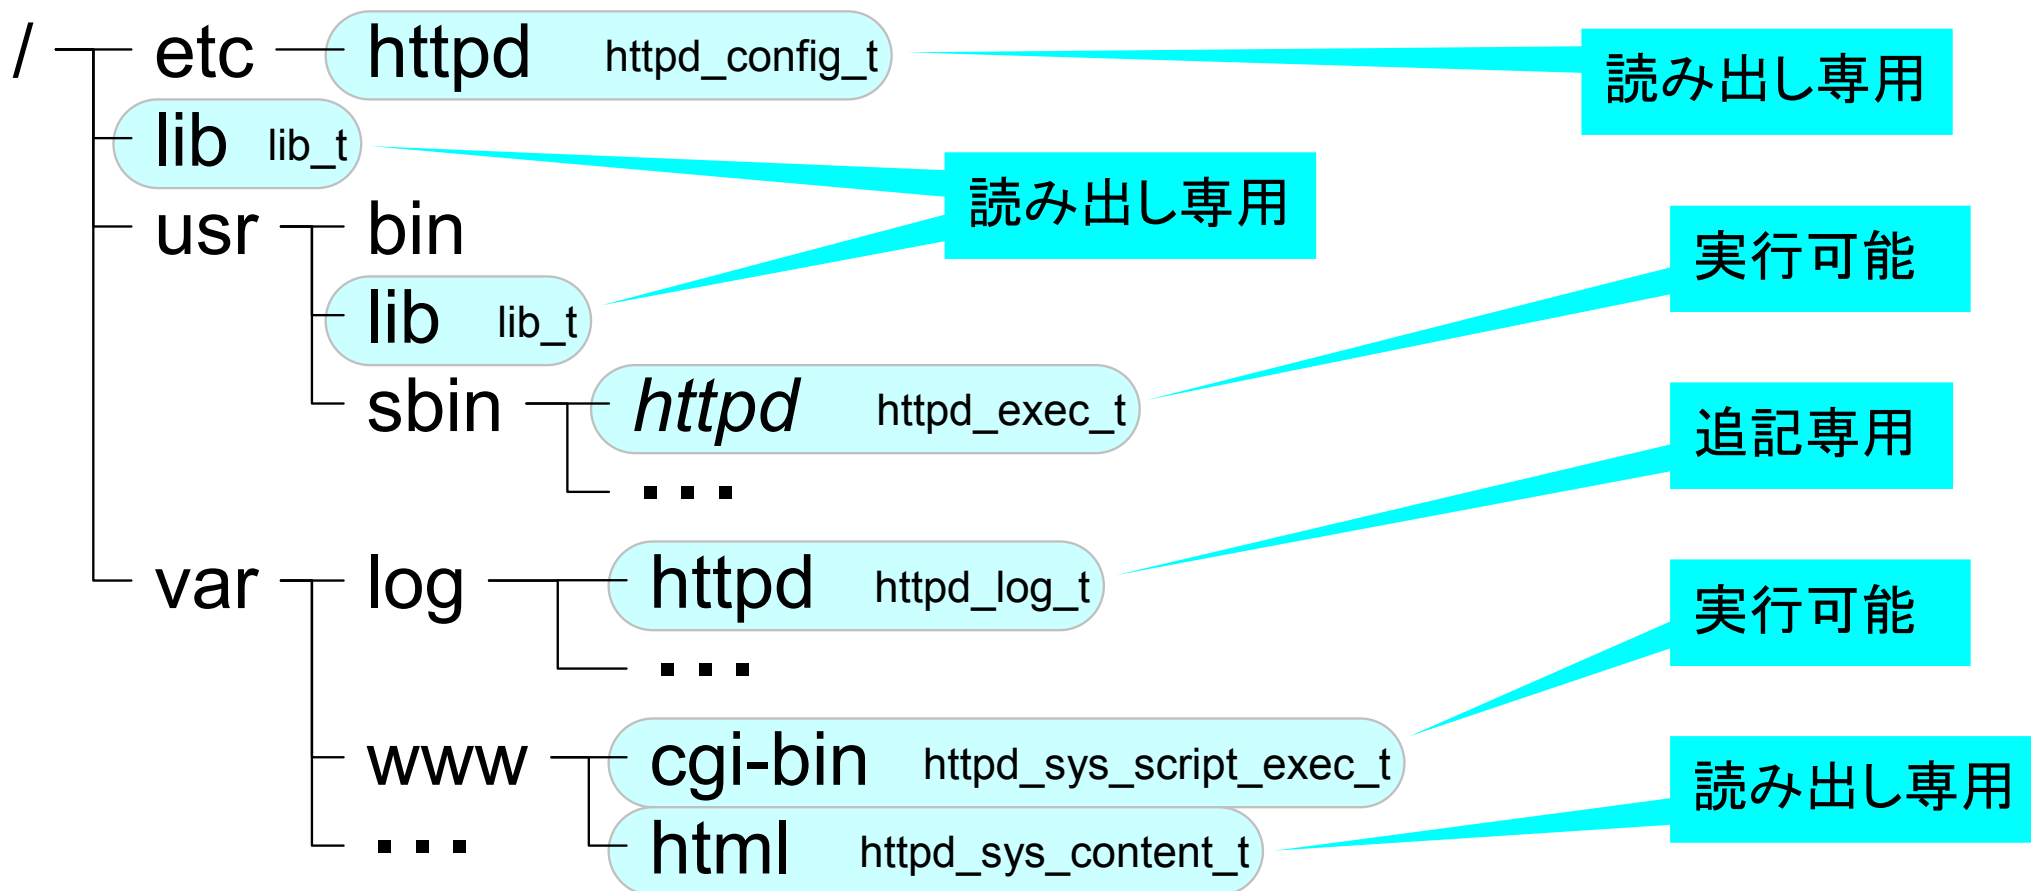 / etc httpd httpd_config_t 読み出し専用
lib lib_t
読み出し専用
usr bin
実行可能
lib lib_t
sbin httpd httpd_exec_t
追記専用
・・・
var log httpd httpd_log_t
実行可能
・・・
www cgi-bin httpd_sys_script_exec_t
読み出し専用
・・・ html httpd_sys_content_t